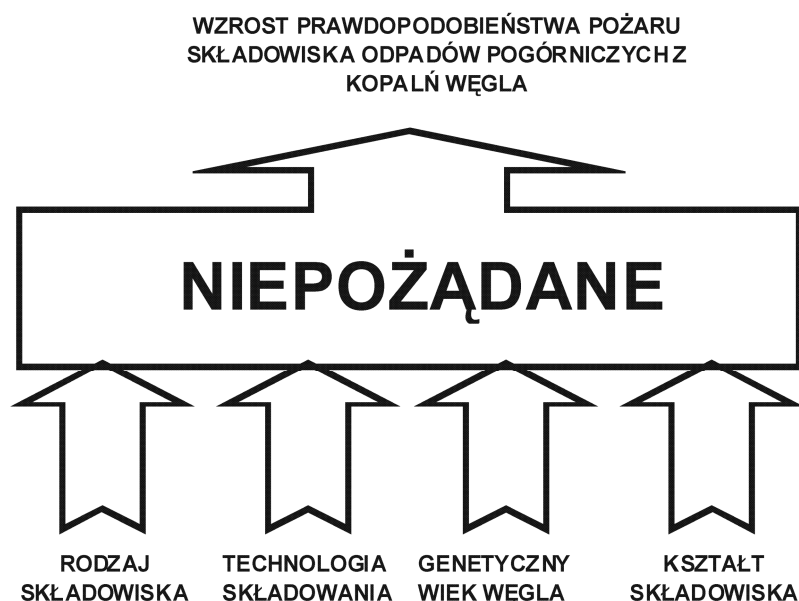 WZROST PRAWDOPODOBIEŃSTWA POŻARU
SKŁADOWISKA ODPADÓW POGÓRNICZYCH Z
KOPALŃ WĘGLA
NIEPOŻĄDANE
RODZAJ
SKŁADOWISKA
TECHNOLOGIA
SKŁADOWANIA
GENETYCZNY
WIEK WEGLA
KSZTAŁT
SKŁADOWISKA